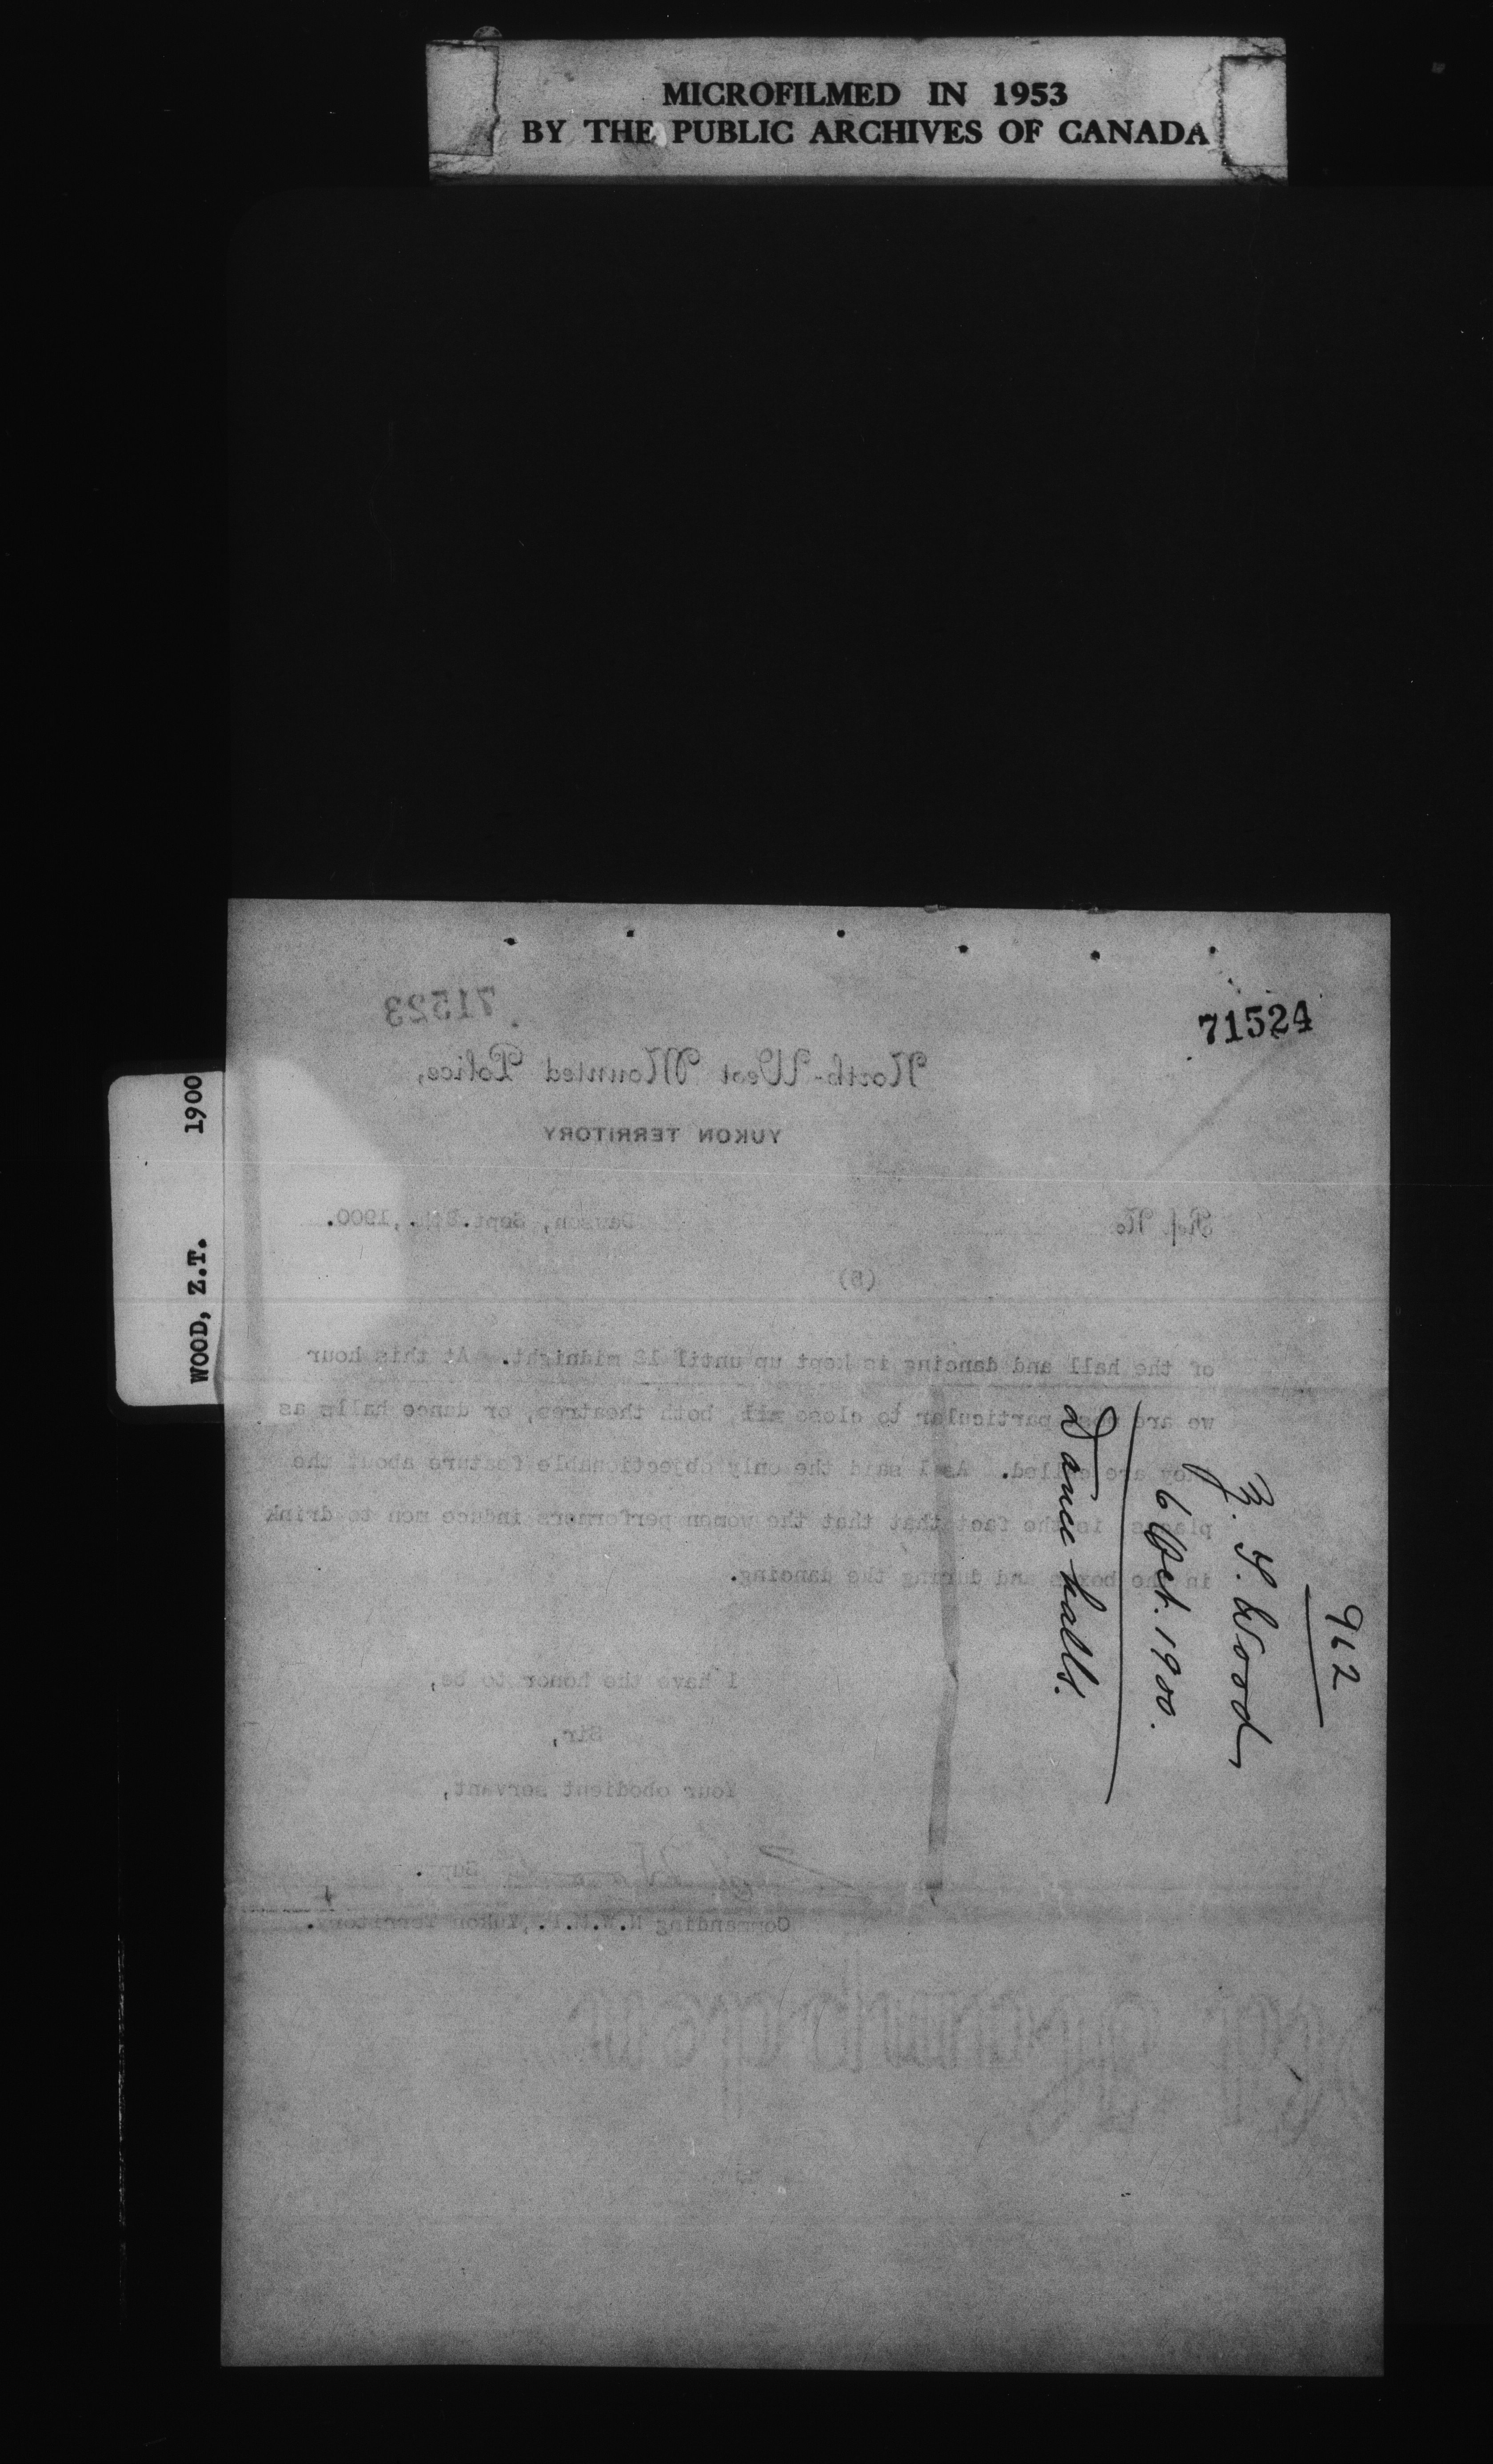 MICROFILMED IN 1953
BY THE PUBLIC ARCHIVES OF CANADA
WOOD, Z.T. 1900
71524
71523
North-West Mounted Police,
YUKON TERRITORY
Ref. No.
Dawson, Sept. ,1900.
of the hall and dancing is kept up until 12 midnight. At this hour
we are particular to close all, both theatres, or dance halls as
they are called. As I said the only objectionable feature about the
places is the fact that that the women performers induce men to drink
in the boxes and during the dancing.
I have the honor to be,
Sir,
Your obedient servant,
Supt.
Commanding N.W.M.P., Yukon Territory.
962
Z. T. Wood
6 Oct. 1900.
Dance halls.